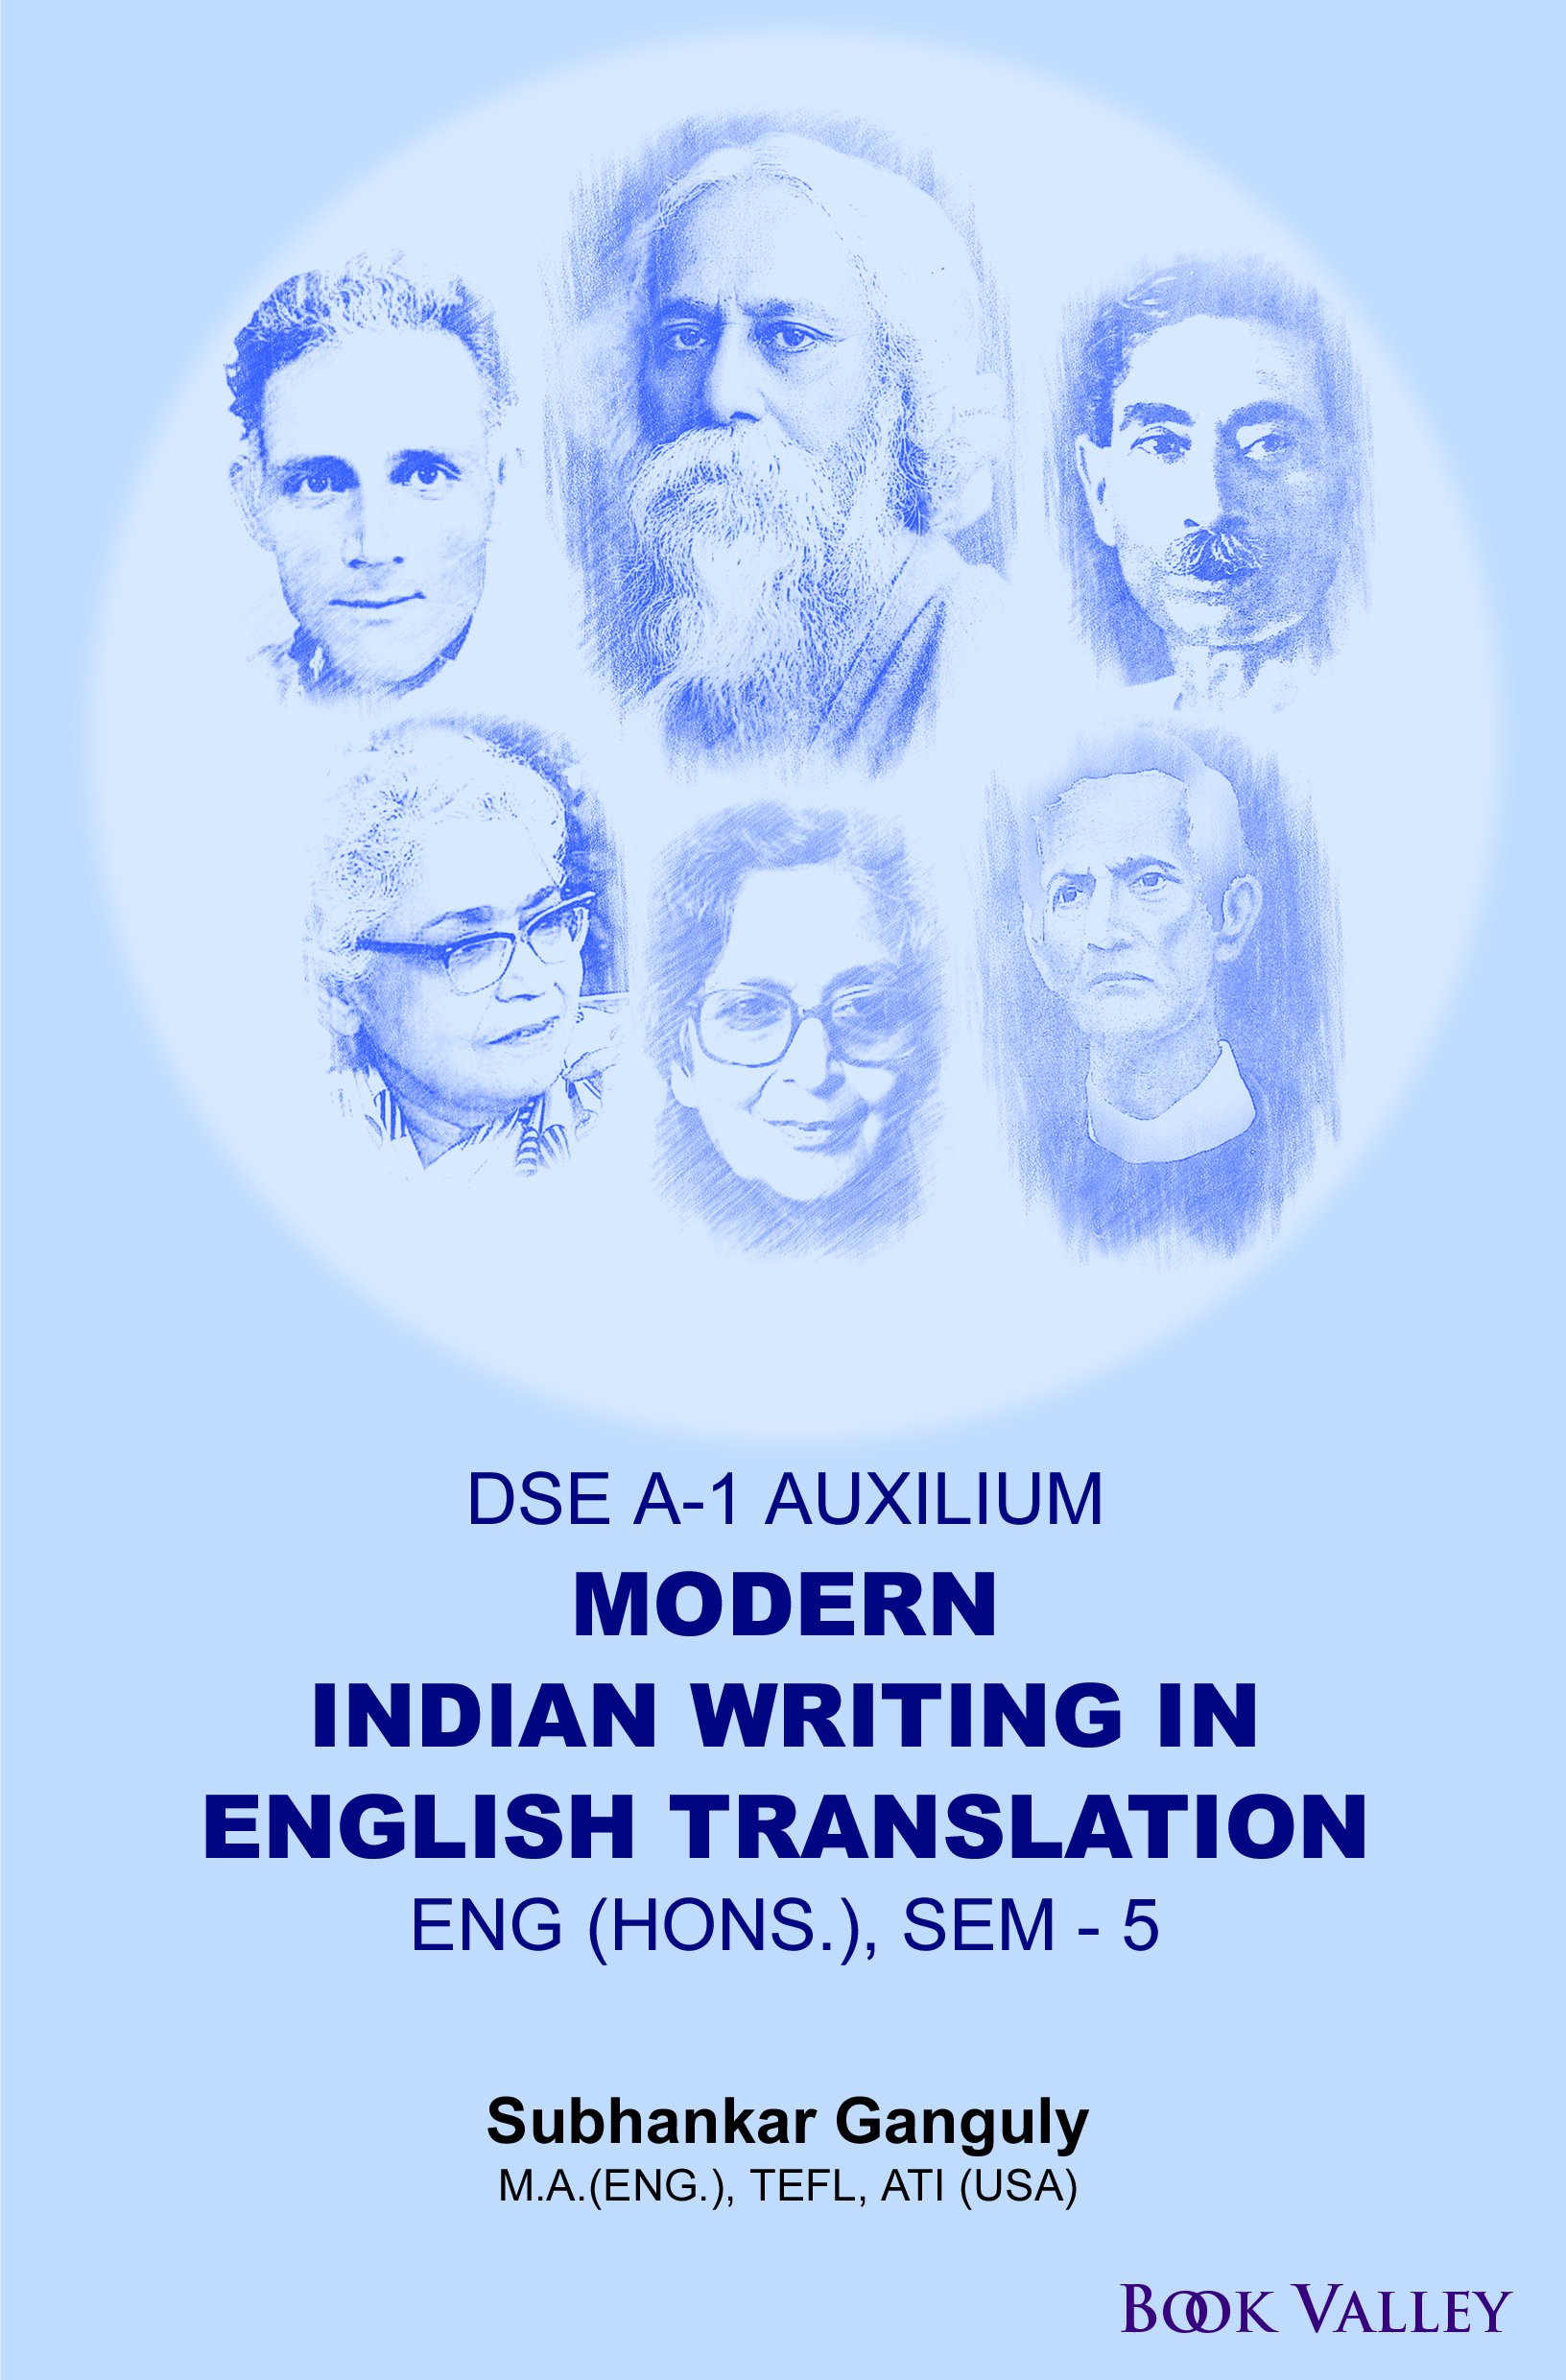 DSE A-1 AUXILIUM
MODERN
INDIAN WRITING IN
ENGLISH TRANSLATION
ENG (HONS.), SEM - 5
Subhankar Ganguly
M.A.(ENG.), TEFL, ATI (USA)
BOOK VALLEY